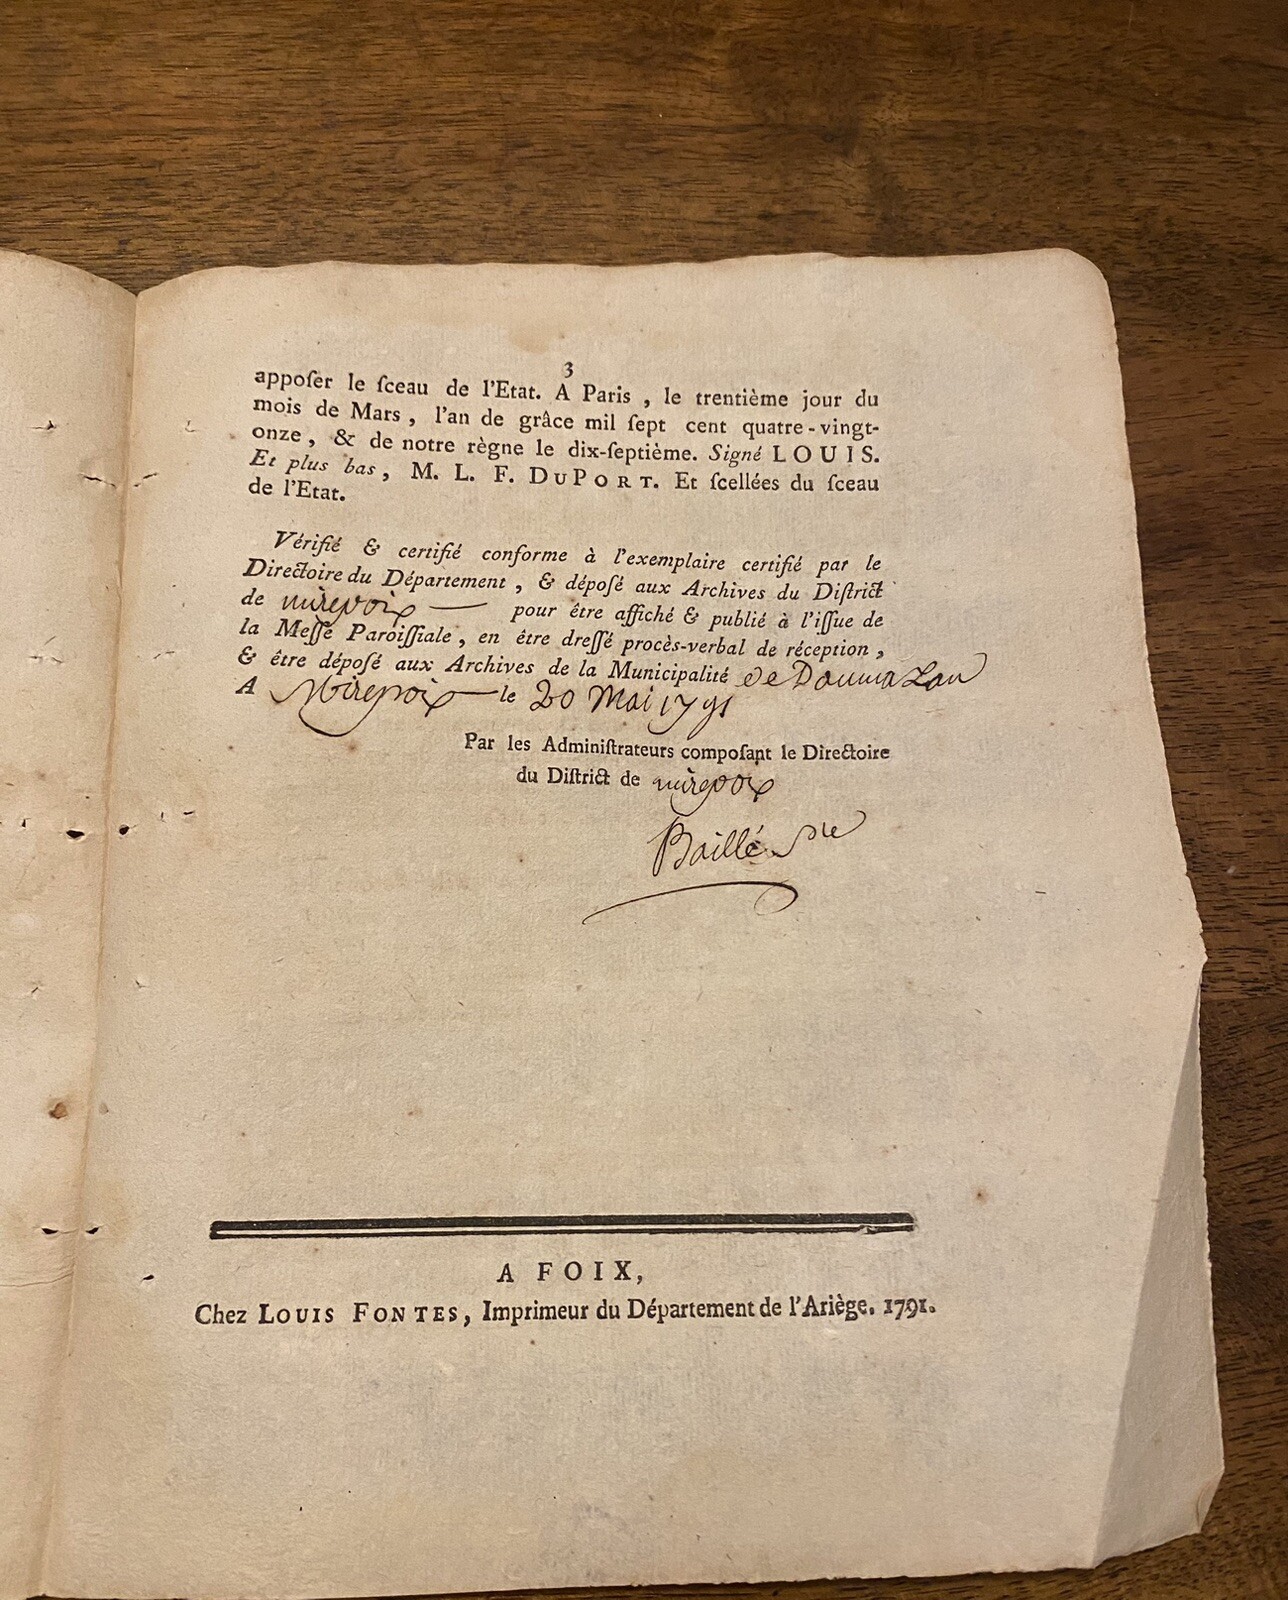 3
appoſer le ſceau de l'Etat. A Paris , le trentième jour du
mois de Mars , l'an de grâce mil ſept cent quatre-vingt-
onze , & de notre règne le dix-ſeptième. Signé LOUIS.
Et plus bas , M. L. F. DUPORT. Et ſcellées du ſceau
de l'Etat.
Vérifié & certifié conforme à l'exemplaire certifié par le
Directoire du Département , & dépoſé aux Archives du Diſtrict
de mirepoix — pour être affiché & publié à l'iſſue de
la Meſſe Paroiſſiale , en être dreſſé procès-verbal de réception ,
& être dépoſé aux Archives de la Municipalité de Daumazan
A Mirepoix — le 20 Mai 1791
Par les Adminiſtrateurs compoſant le Directoire
du Diſtrict de mirepoix
Baillé
A FOIX,
Chez LOUIS FONTES, Imprimeur du Département de l'Ariège. 1791.